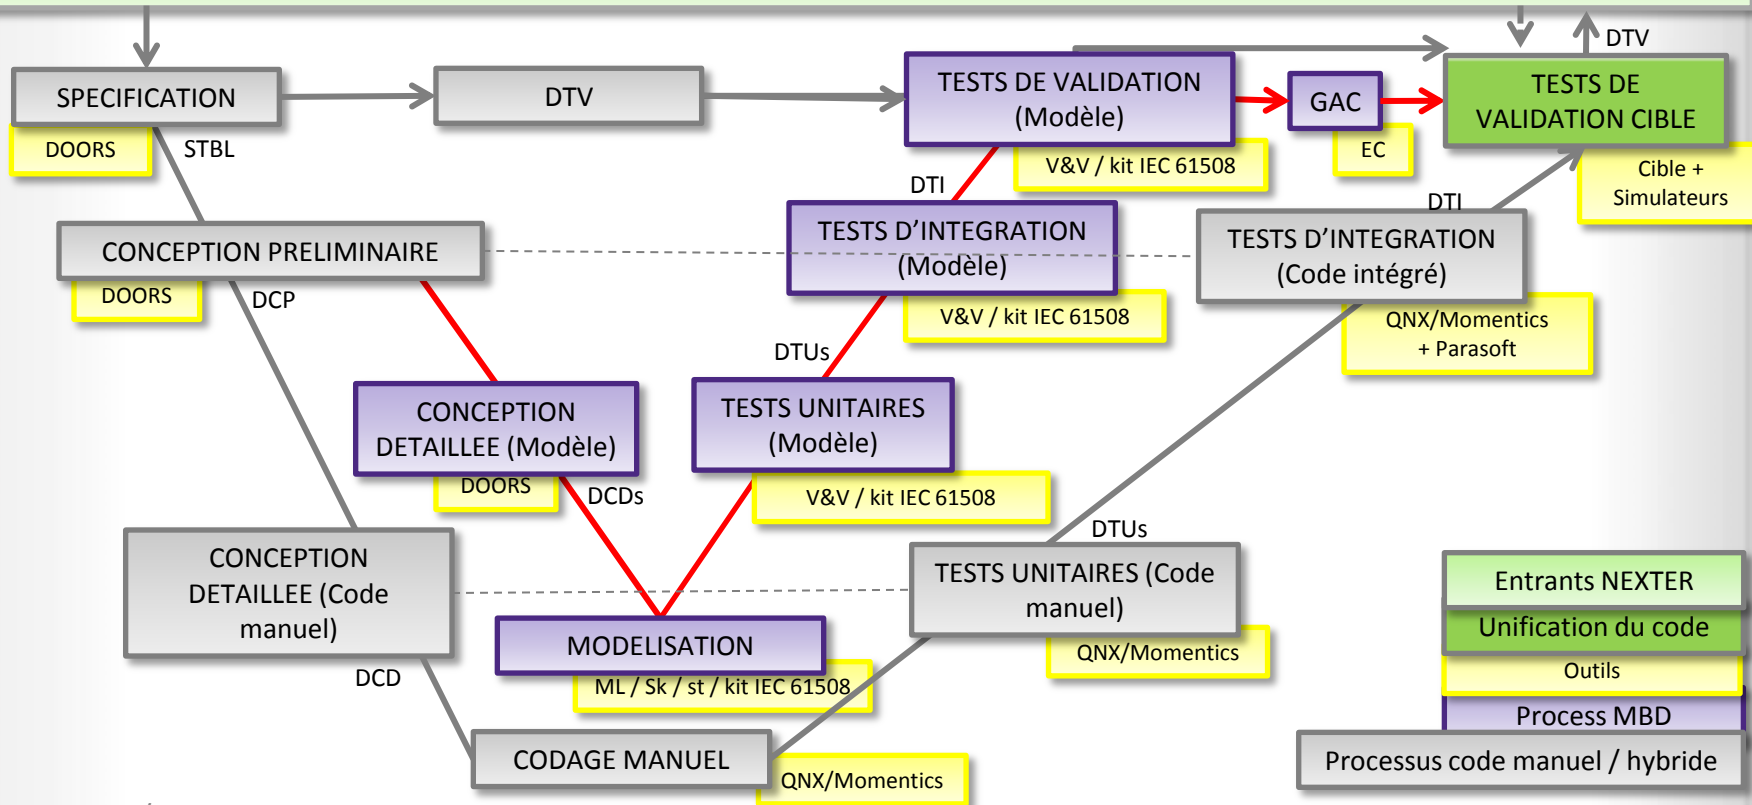 DTV
SPECIFICATION
DTV
TESTS DE VALIDATION
(Modèle)
GAC
TESTS DE
VALIDATION CIBLE
DOORS
STBL
V&V / kit IEC 61508
EC
Cible +
Simulateurs
DTI
DTI
CONCEPTION PRELIMINAIRE
TESTS D'INTEGRATION
(Modèle)
TESTS D'INTEGRATION
(Code intégré)
DOORS
DCP
V&V / kit IEC 61508
QNX/Momentics
+ Parasoft
DTUs
CONCEPTION
DETAILLEE (Modèle)
TESTS UNITAIRES
(Modèle)
DOORS
DCDs
V&V / kit IEC 61508
DTUs
CONCEPTION
DETAILLEE (Code
manuel)
TESTS UNITAIRES (Code
manuel)
MODELISATION
QNX/Momentics
DCD
ML / Sk / st / kit IEC 61508
CODAGE MANUEL
QNX/Momentics
Entrants NEXTER
Unification du code
Outils
Process MBD
Processus code manuel / hybride